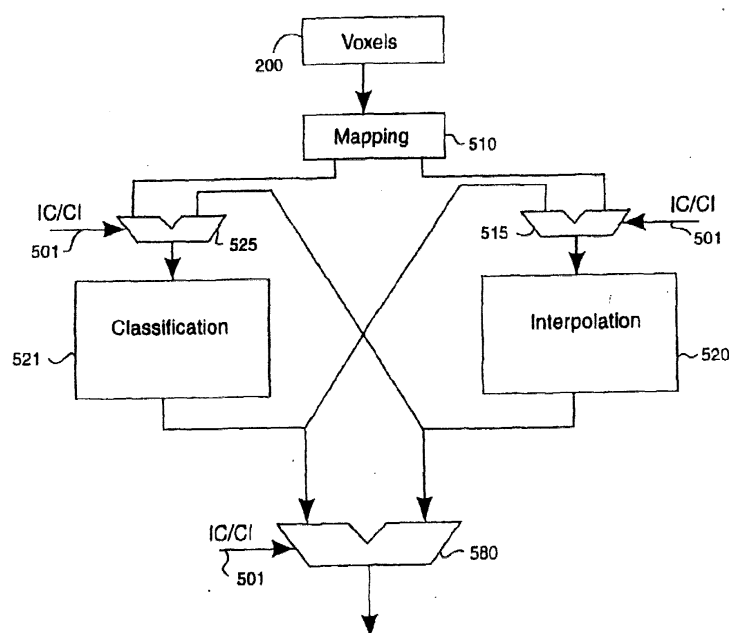 Voxels
200
Mapping
510
IC/CI
501
525
515
IC/CI
501
Classification
521
Interpolation
520
IC/CI
501
580